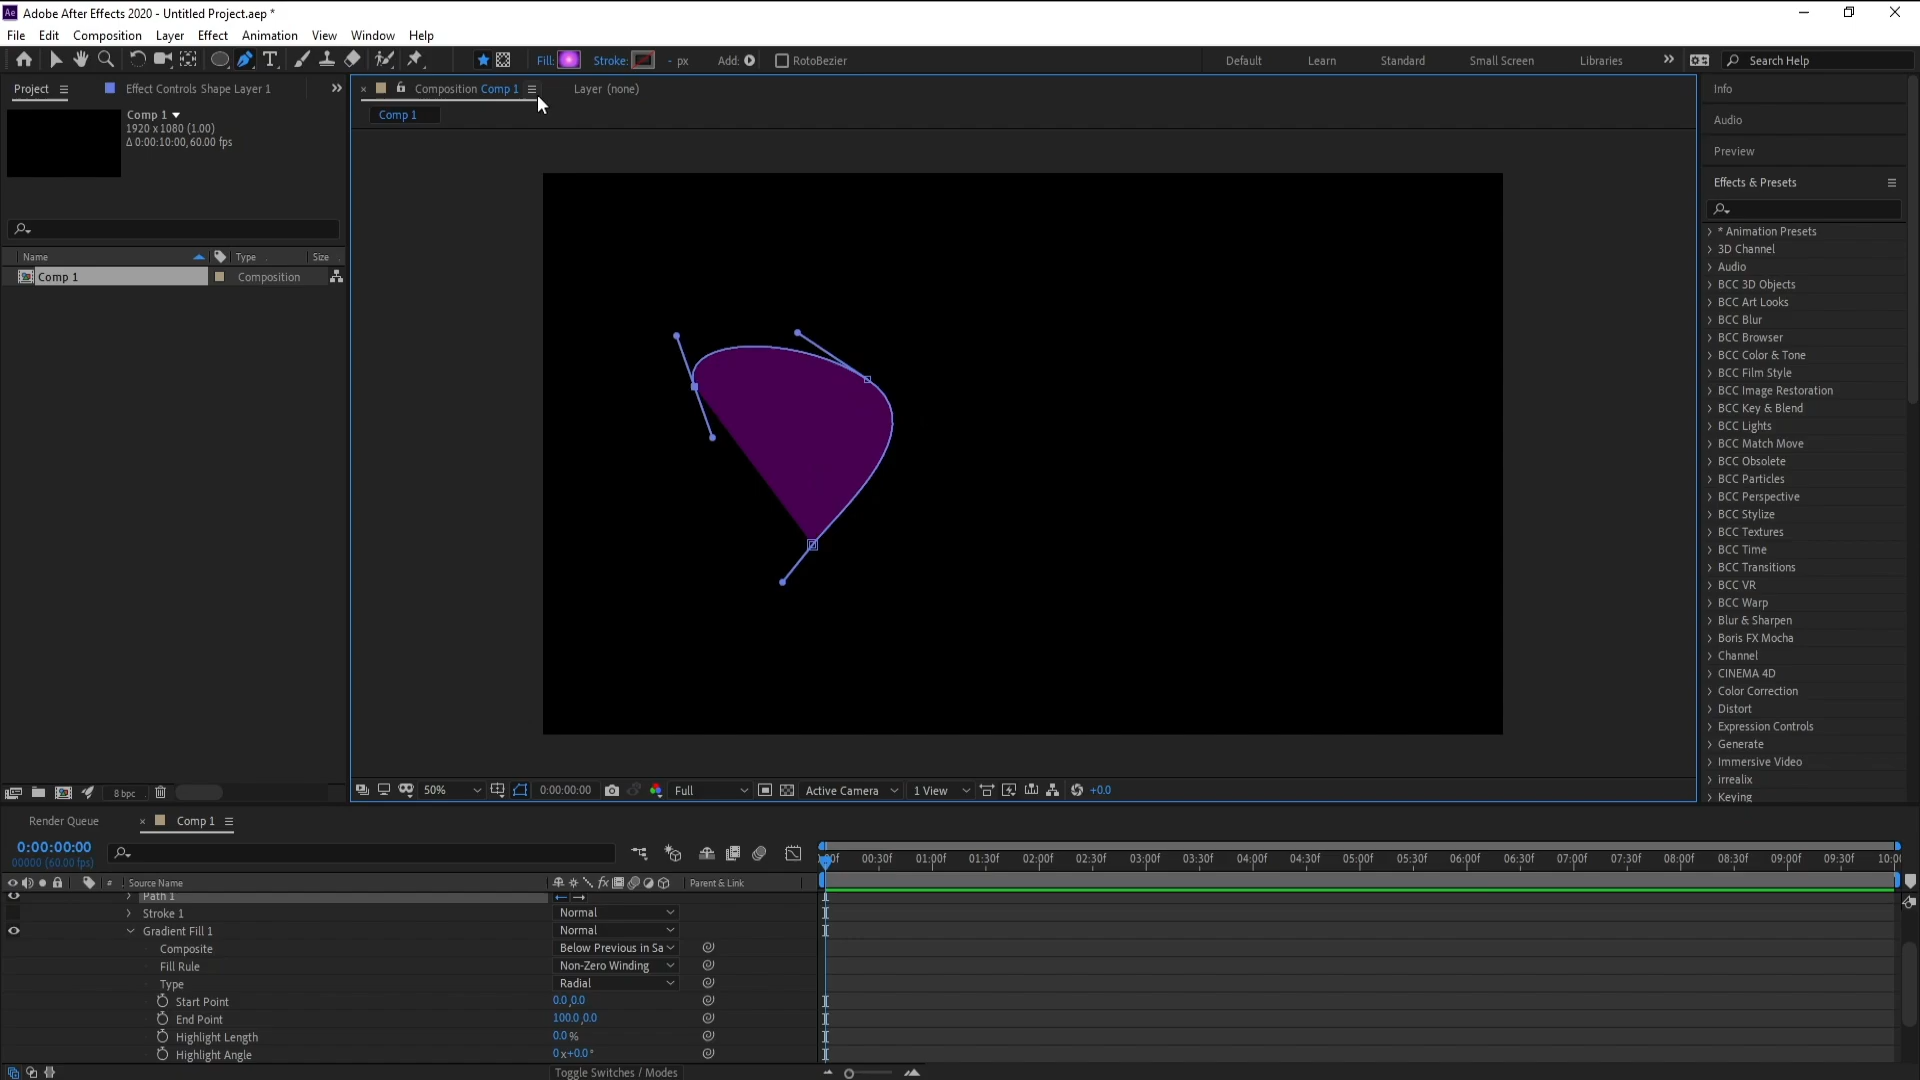 Adobe After Effects 2020 - Untitled Project.aep *
File Edit Composition Layer Effect Animation View Window Help
Fill: Stroke: - px Add: RotoBezier Default Learn Standard Small Screen Libraries Search Help
Project Effect Controls Shape Layer 1
Composition Comp 1 Layer (none)
Comp 1
Comp 1
1920 x 1080 (1.00)
Δ 0:00:10:00, 60.00 fps
Name Type Size
Comp 1 Composition
8 bpc
50% 0:00:00:00 Full Active Camera 1 View +0.0
Info
Audio
Preview
Effects & Presets
* Animation Presets
3D Channel
Audio
BCC 3D Objects
BCC Art Looks
BCC Blur
BCC Browser
BCC Color & Tone
BCC Film Style
BCC Image Restoration
BCC Key & Blend
BCC Lights
BCC Match Move
BCC Obsolete
BCC Particles
BCC Perspective
BCC Stylize
BCC Textures
BCC Time
BCC Transitions
BCC VR
BCC Warp
Blur & Sharpen
Boris FX Mocha
Channel
CINEMA 4D
Color Correction
Distort
Expression Controls
Generate
Immersive Video
irrealix
Keying
Render Queue Comp 1
0:00:00:00
00000 (60.00 fps)
00:30f 01:00f 01:30f 02:00f 02:30f 03:00f 03:30f 04:00f 04:30f 05:00f 05:30f 06:00f 06:30f 07:00f 07:30f 08:00f 08:30f 09:00f 09:30f 10:0
# Source Name Parent & Link
Path 1
Stroke 1 Normal
Gradient Fill 1 Normal
Composite Below Previous in Sa
Fill Rule Non-Zero Winding
Type Radial
Start Point 0.0,0.0
End Point 100.0,0.0
Highlight Length 0.0 %
Highlight Angle 0x+0.0°
Toggle Switches / Modes